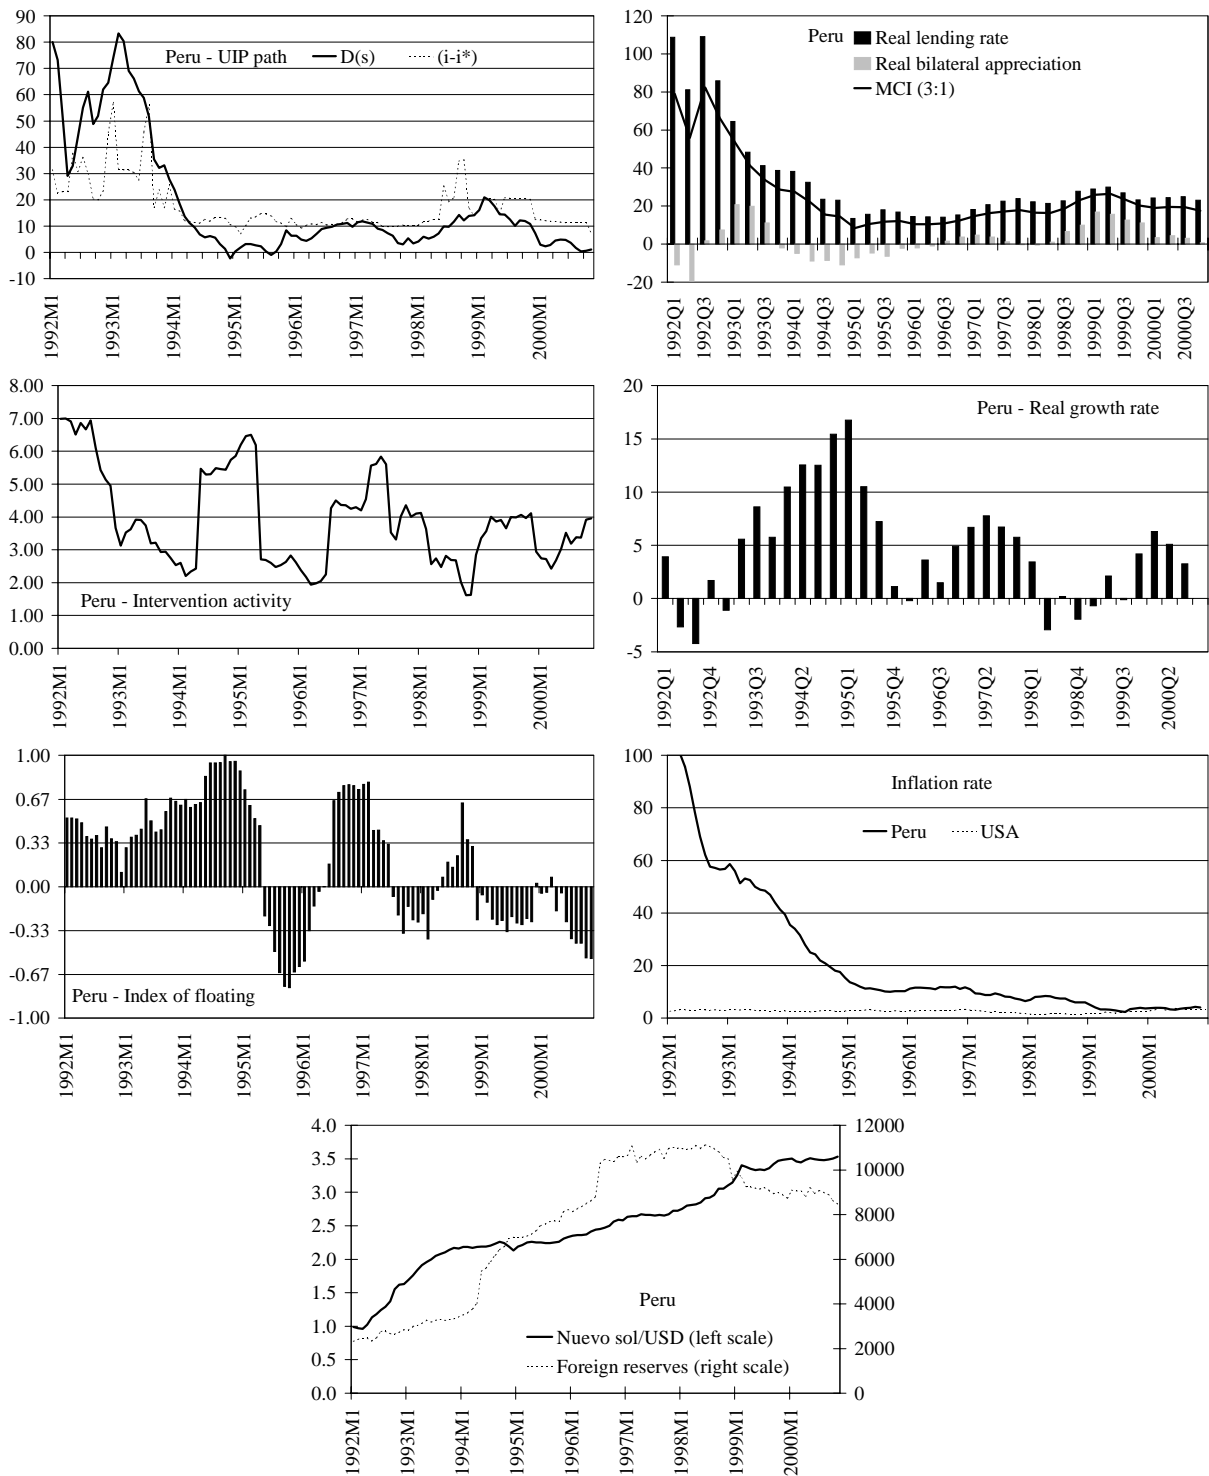 90
80
70
60
50
40
30
20
10
0
-10
Peru - UIP path D(s) (i-i*)
1992M1
1993M1
1994M1
1995M1
1996M1
1997M1
1998M1
1999M1
2000M1
120
100
80
60
40
20
0
-20
Peru Real lending rate
Real bilateral appreciation
MCI (3:1)
1992Q1
1992Q3
1993Q1
1993Q3
1994Q1
1994Q3
1995Q1
1995Q3
1996Q1
1996Q3
1997Q1
1997Q3
1998Q1
1998Q3
1999Q1
1999Q3
2000Q1
2000Q3
8.00
7.00
6.00
5.00
4.00
3.00
2.00
1.00
0.00
Peru - Intervention activity
1992M1
1993M1
1994M1
1995M1
1996M1
1997M1
1998M1
1999M1
2000M1
20
15
10
5
0
-5
Peru - Real growth rate
1992Q1
1992Q4
1993Q3
1994Q2
1995Q1
1995Q4
1996Q3
1997Q2
1998Q1
1998Q4
1999Q3
2000Q2
1.00
0.67
0.33
0.00
-0.33
-0.67
-1.00
Peru - Index of floating
1992M1
1993M1
1994M1
1995M1
1996M1
1997M1
1998M1
1999M1
2000M1
100
80
60
40
20
0
Inflation rate
Peru USA
1992M1
1993M1
1994M1
1995M1
1996M1
1997M1
1998M1
1999M1
2000M1
4.0
3.5
3.0
2.5
2.0
1.5
1.0
0.5
0.0
12000
10000
8000
6000
4000
2000
0
Peru
Nuevo sol/USD (left scale)
Foreign reserves (right scale)
1992M1
1993M1
1994M1
1995M1
1996M1
1997M1
1998M1
1999M1
2000M1